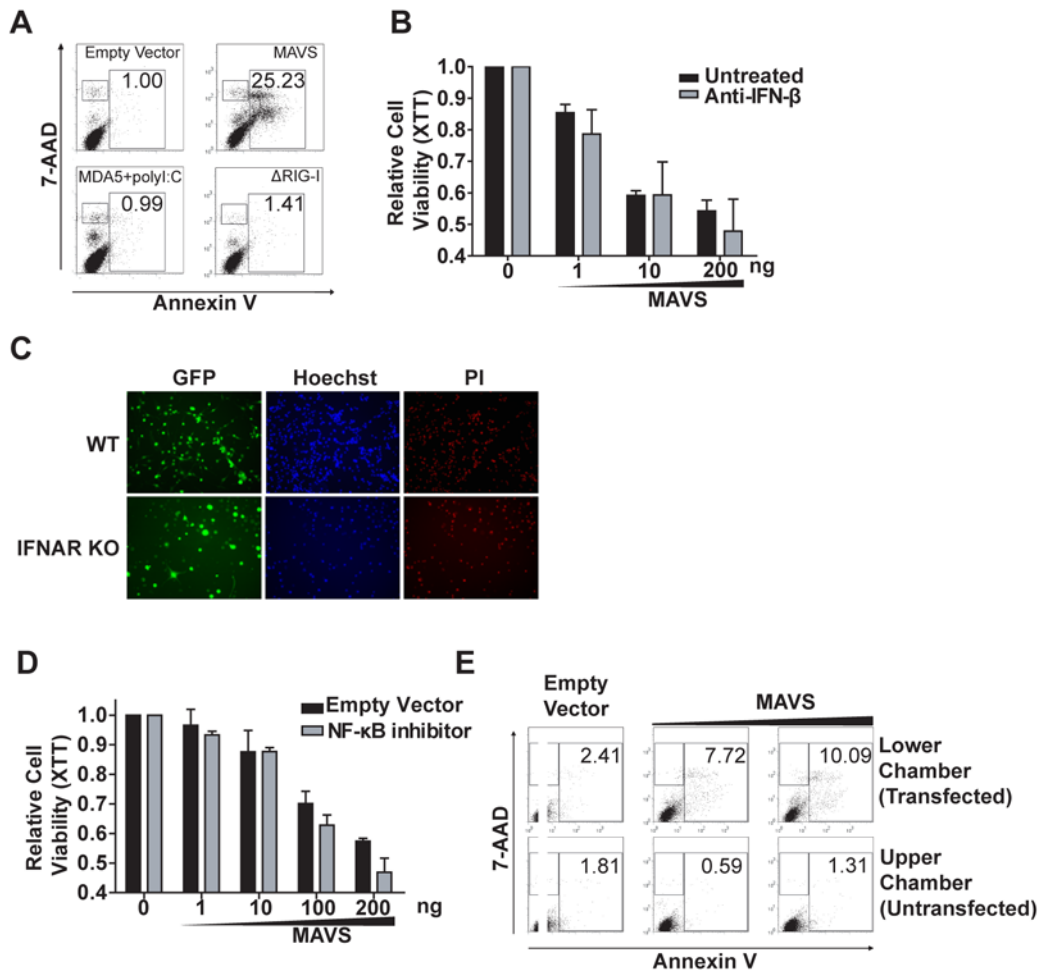 A
Empty Vector
1.00
MAVS
25.23
MDA5+polyI:C
0.99
ΔRIG-I
1.41
7-AAD
Annexin V
B
Untreated
Anti-IFN-β
Relative Cell
Viability (XTT)
1.0
0.9
0.8
0.7
0.6
0.5
0.4
0 1 10 200 ng
MAVS
C
GFP Hoechst PI
WT
IFNAR KO
D
Empty Vector
NF-κB inhibitor
Relative Cell
Viability (XTT)
1.0
0.9
0.7
0.6
0.5
0.4
0 1 10 100 200 ng
MAVS
E
Empty
Vector
MAVS
2.41 7.72 10.09
Lower
Chamber
(Transfected)
1.81 0.59 1.31
Upper
Chamber
(Untransfected)
7-AAD
Annexin V